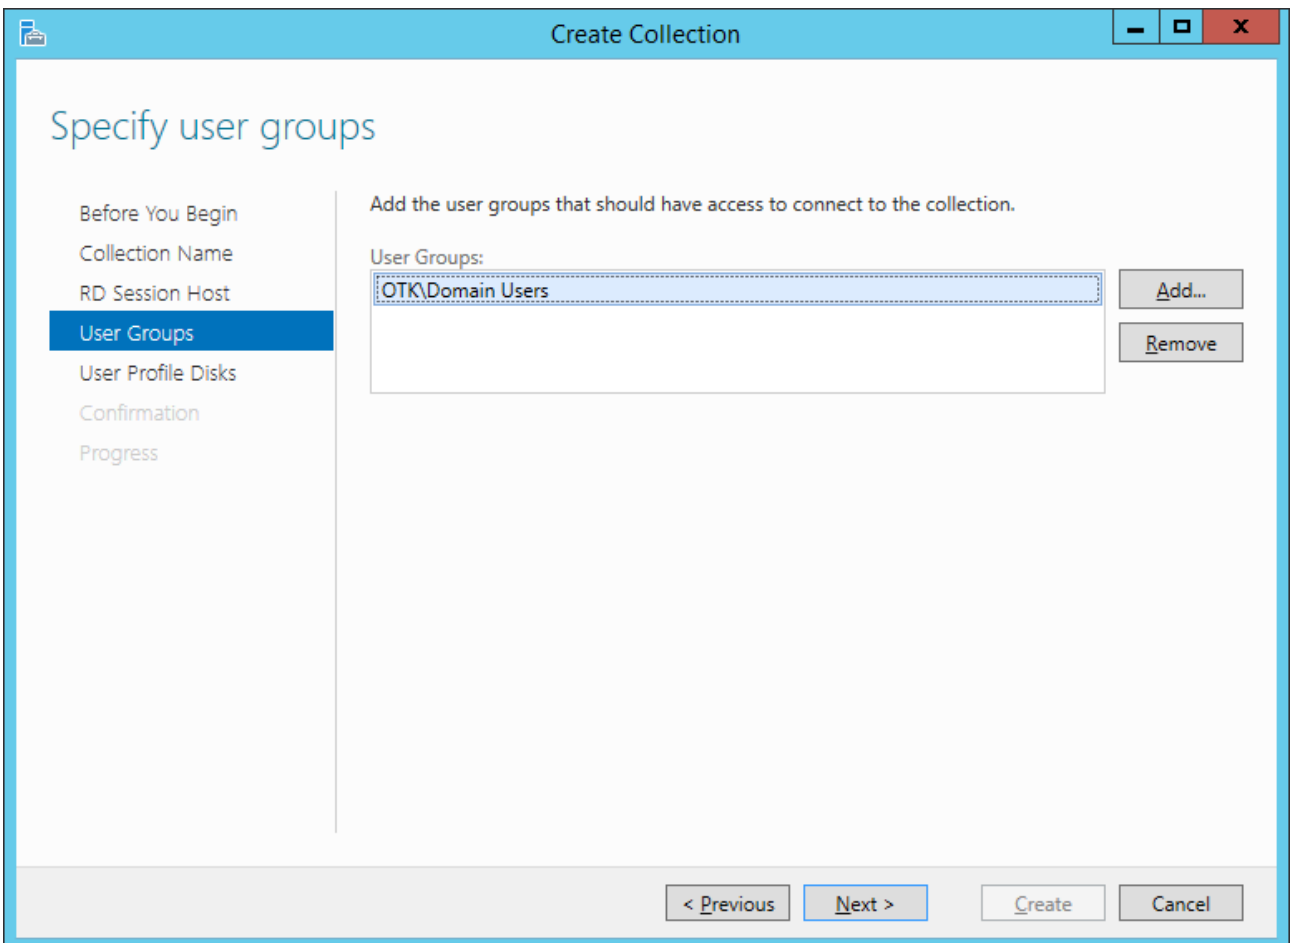 Create Collection
Specify user groups
Before You Begin
Collection Name
RD Session Host
User Groups
User Profile Disks
Confirmation
Progress
Add the user groups that should have access to connect to the collection.
User Groups:
OTK\Domain Users
Add...
Remove
< Previous
Next >
Create
Cancel